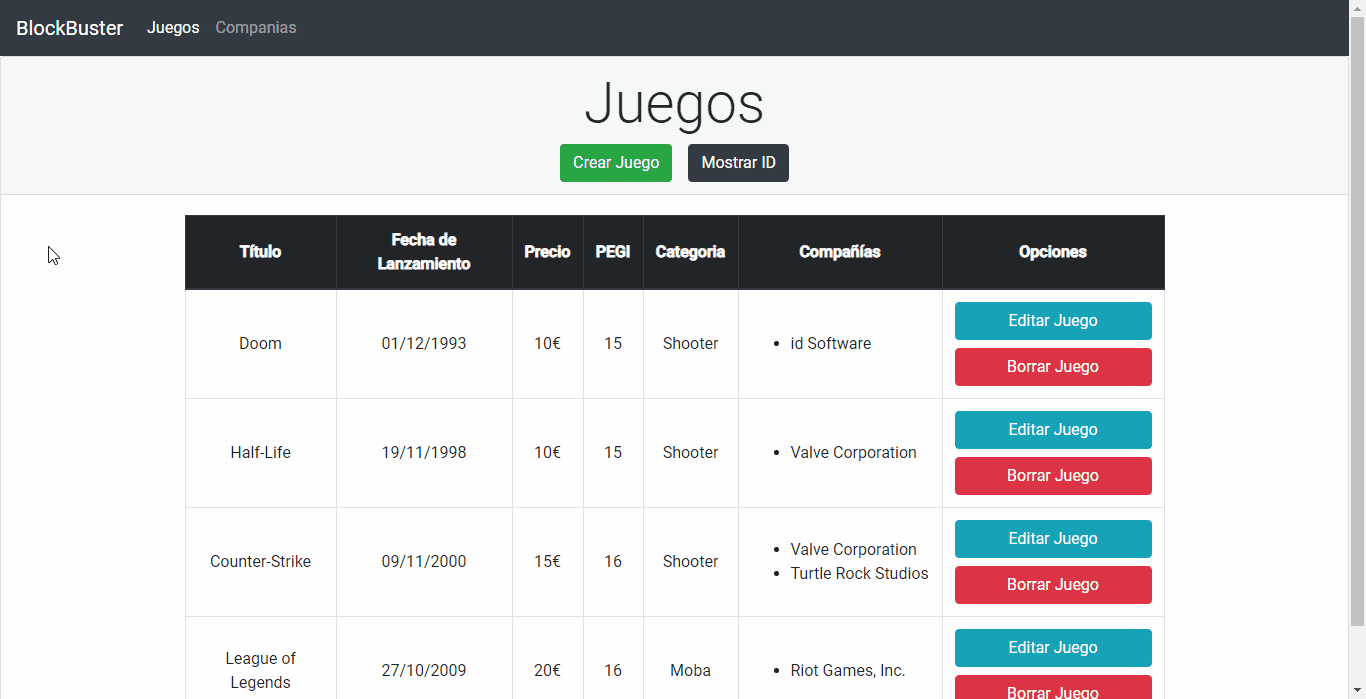 BlockBuster Juegos Companias
Juegos
Crear Juego Mostrar ID
Título Fecha de Lanzamiento Precio PEGI Categoria Compañías Opciones
Doom 01/12/1993 10€ 15 Shooter id Software Editar Juego
Borrar Juego
Half-Life 19/11/1998 10€ 15 Shooter Valve Corporation Editar Juego
Borrar Juego
Counter-Strike 09/11/2000 15€ 16 Shooter Valve Corporation Editar Juego
Turtle Rock Studios Borrar Juego
League of Legends 27/10/2009 20€ 16 Moba Riot Games, Inc. Editar Juego
Borrar Juego